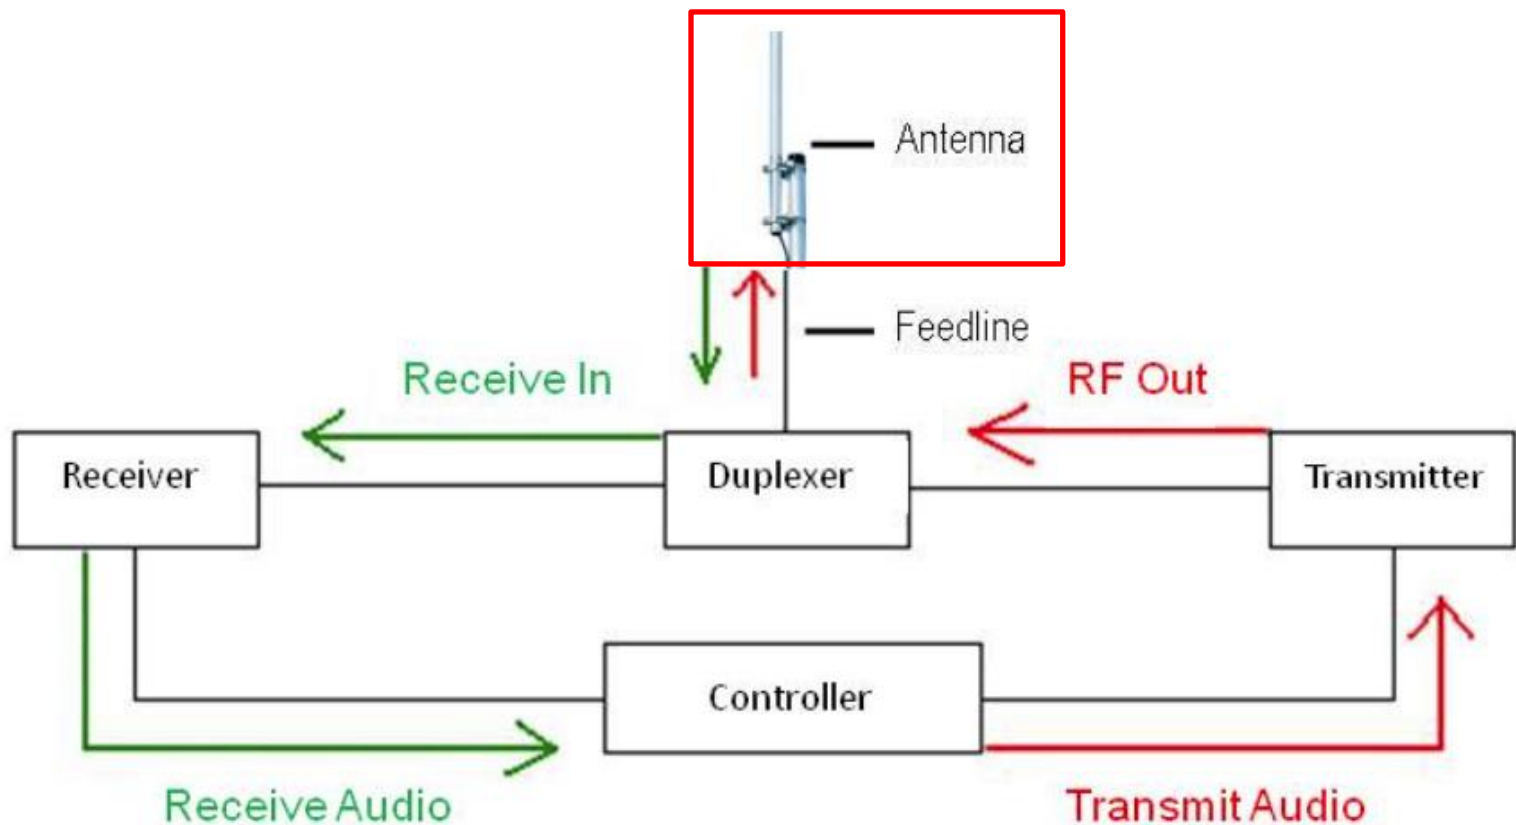 Antenna
Feedline
Receive In
RF Out
Receiver
Duplexer
Transmitter
Controller
Receive Audio
Transmit Audio